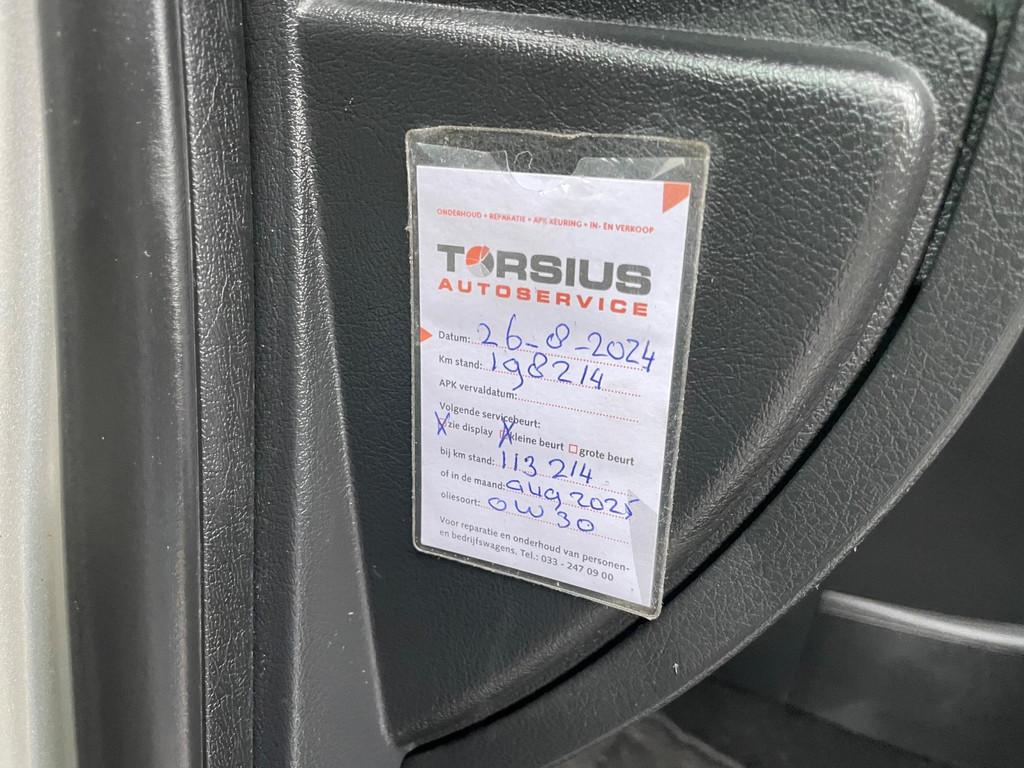 ONDERHOUD • REPARATIE • APK KEURING • IN- EN VERKOOP
TORSIUS
AUTOSERVICE
Datum: 26-8-2024
Km stand: 198214
APK vervaldatum:
Volgende servicebeurt:
zie display kleine beurt grote beurt
bij km stand: 113214
of in de maand: aug 2025
oliesoort: 0W30
Voor reparatie en onderhoud van personen-
en bedrijfswagens. Tel.: 033 - 247 09 00